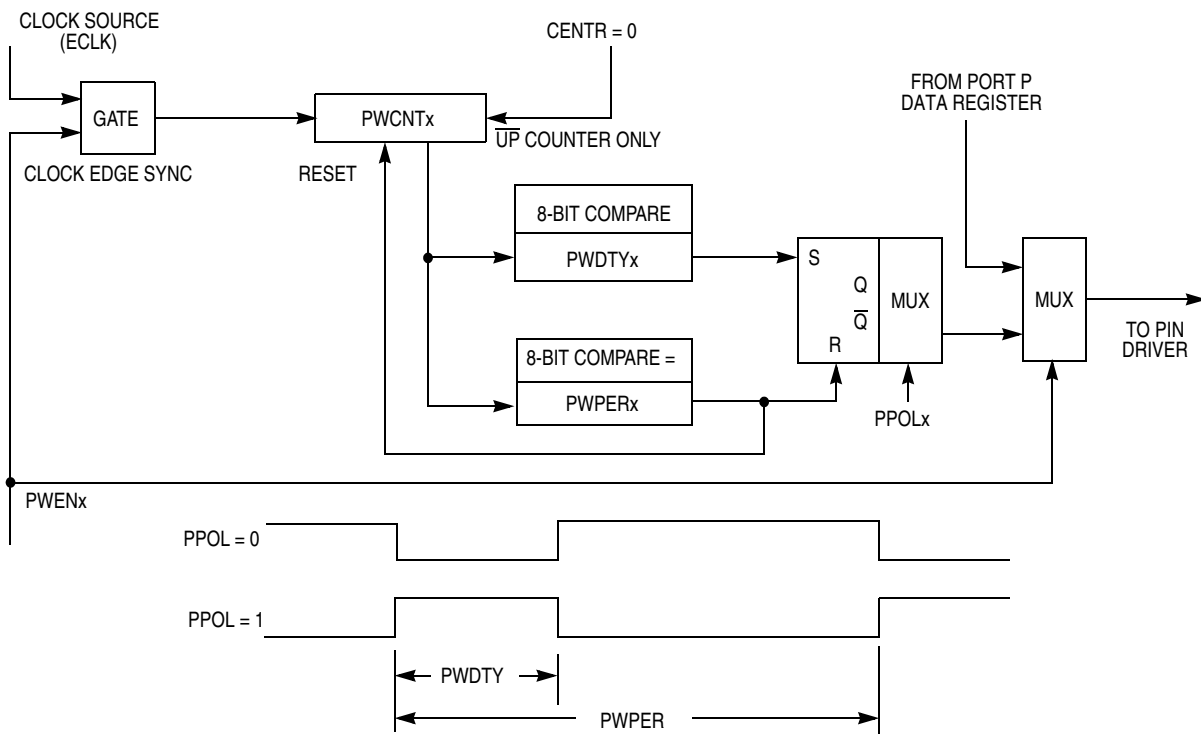 CLOCK SOURCE
(ECLK)
CENTR = 0
FROM PORT P
DATA REGISTER
GATE
PWCNTx
UP COUNTER ONLY
CLOCK EDGE SYNC
RESET
8-BIT COMPARE
PWDTYx
S
Q
Q̅
R
MUX
MUX
TO PIN
DRIVER
8-BIT COMPARE =
PWPERx
PPOLx
PWENx
PPOL = 0
PPOL = 1
PWDTY
PWPER